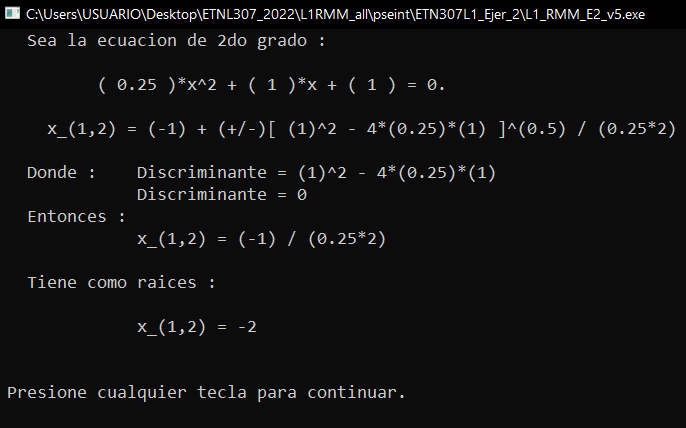 C:\Users\USUARIO\Desktop\ETNL307_2022\L1RMM_all\pseint\ETN307L1_Ejer_2\L1_RMM_E2_v5.exe
Sea la ecuacion de 2do grado :
( 0.25 )*x^2 + ( 1 )*x + ( 1 ) = 0.
x_(1,2) = (-1) + (+/-)[ (1)^2 - 4*(0.25)*(1) ]^(0.5) / (0.25*2)
Donde : Discriminante = (1)^2 - 4*(0.25)*(1)
Discriminante = 0
Entonces :
x_(1,2) = (-1) / (0.25*2)
Tiene como raices :
x_(1,2) = -2
Presione cualquier tecla para continuar.